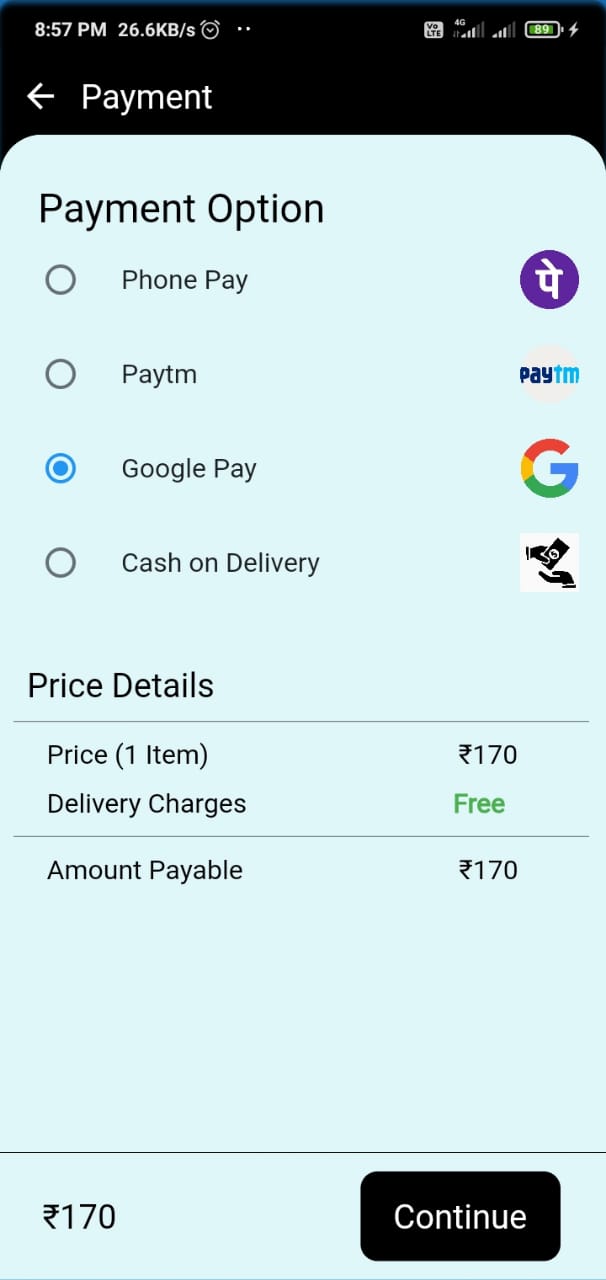 8:57 PM 26.6KB/s
Vo LTE 4G 89
Payment
Payment Option
Phone Pay
पे
Paytm
paytm
Google Pay
G
Cash on Delivery
Price Details
Price (1 Item) ₹170
Delivery Charges Free
Amount Payable ₹170
₹170 Continue